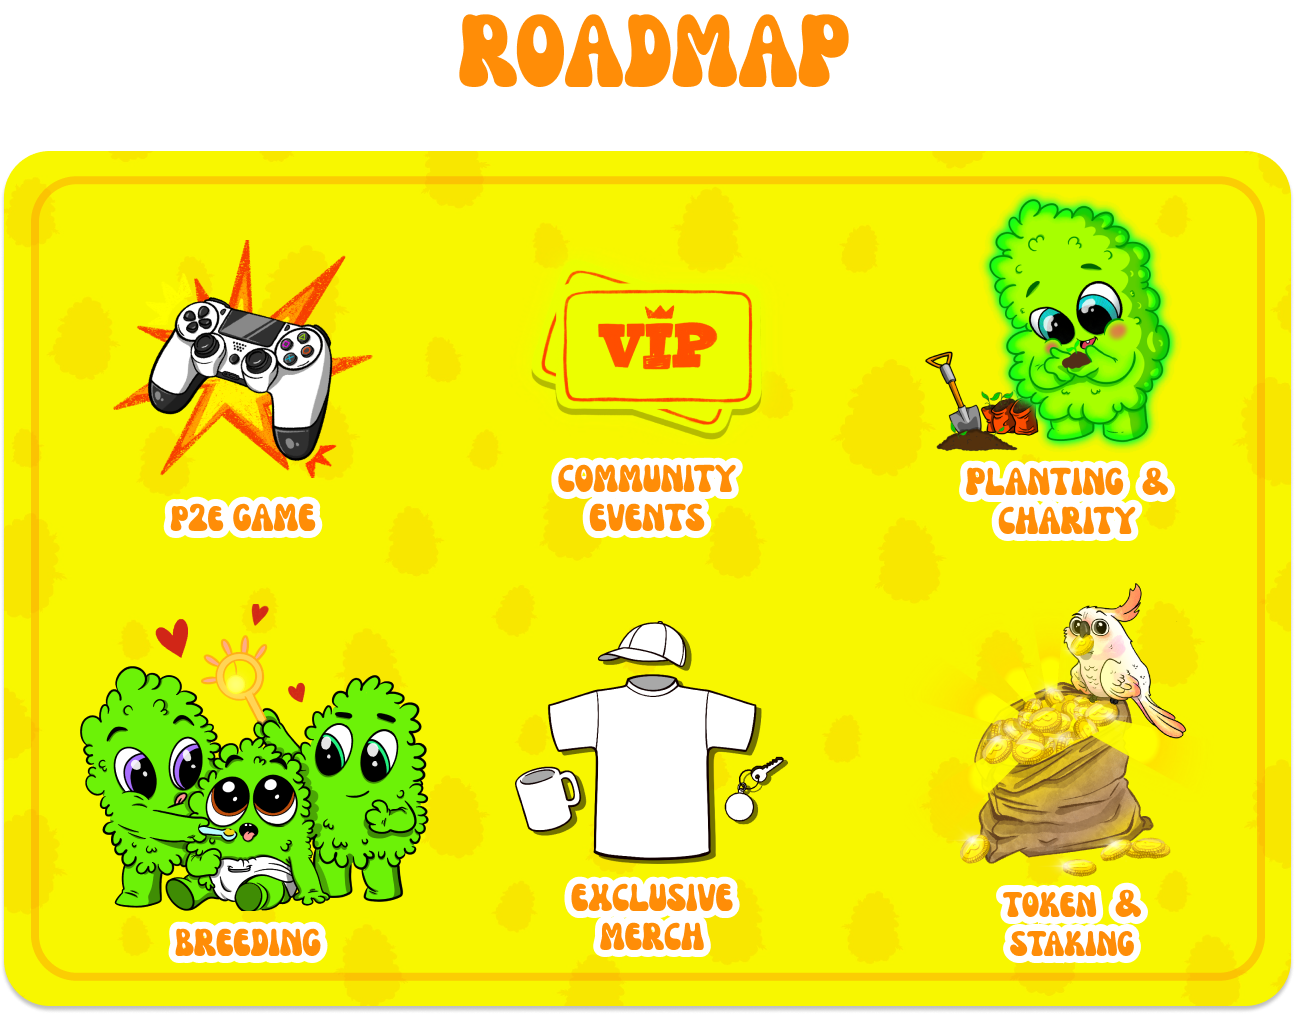 ROADMAP
VIP
P2E GAME
COMMUNITY
EVENTS
PLANTING &
CHARITY
BREEDING
EXCLUSIVE
MERCH
TOKEN &
STAKING